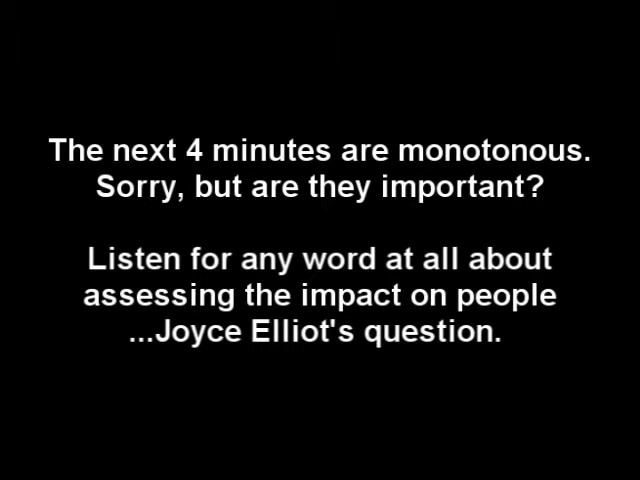 The next 4 minutes are monotonous.
Sorry, but are they important?
Listen for any word at all about
assessing the impact on people
...Joyce Elliot's question.